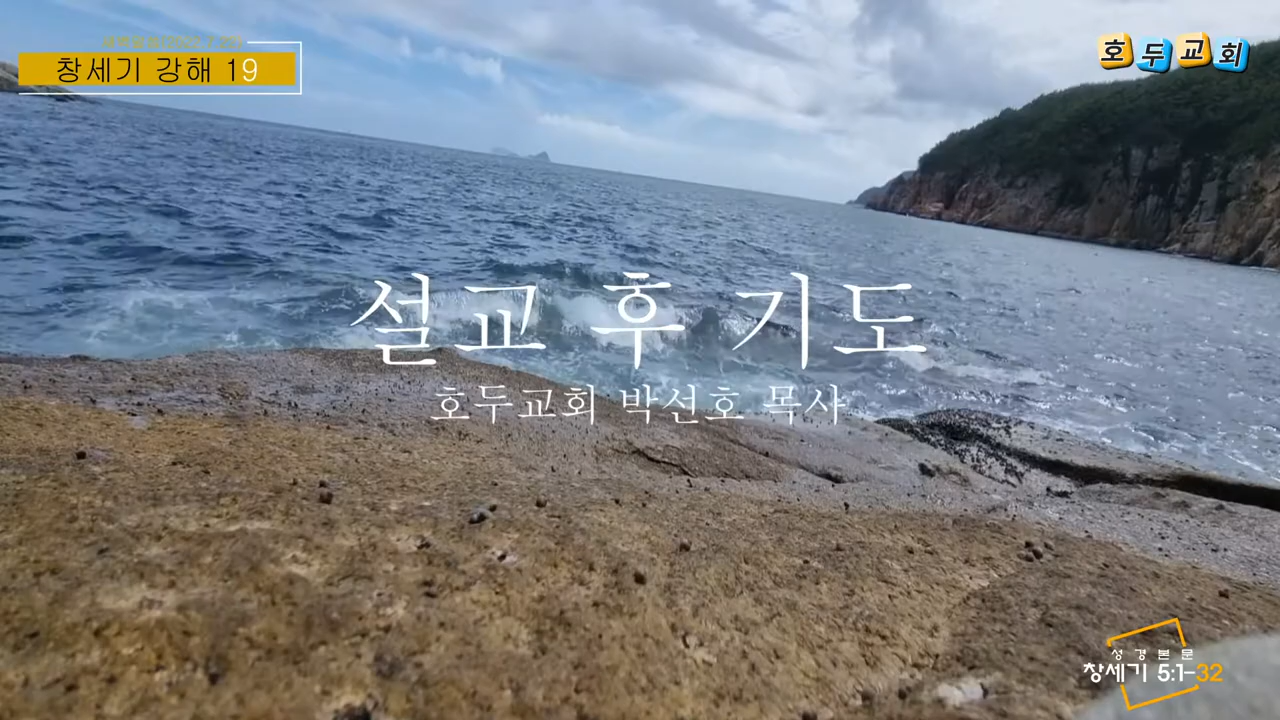 창세기 강해 19
호두교회
설교 후 기도
호두교회 박선호 목사
성경본문
창세기 5:1-32